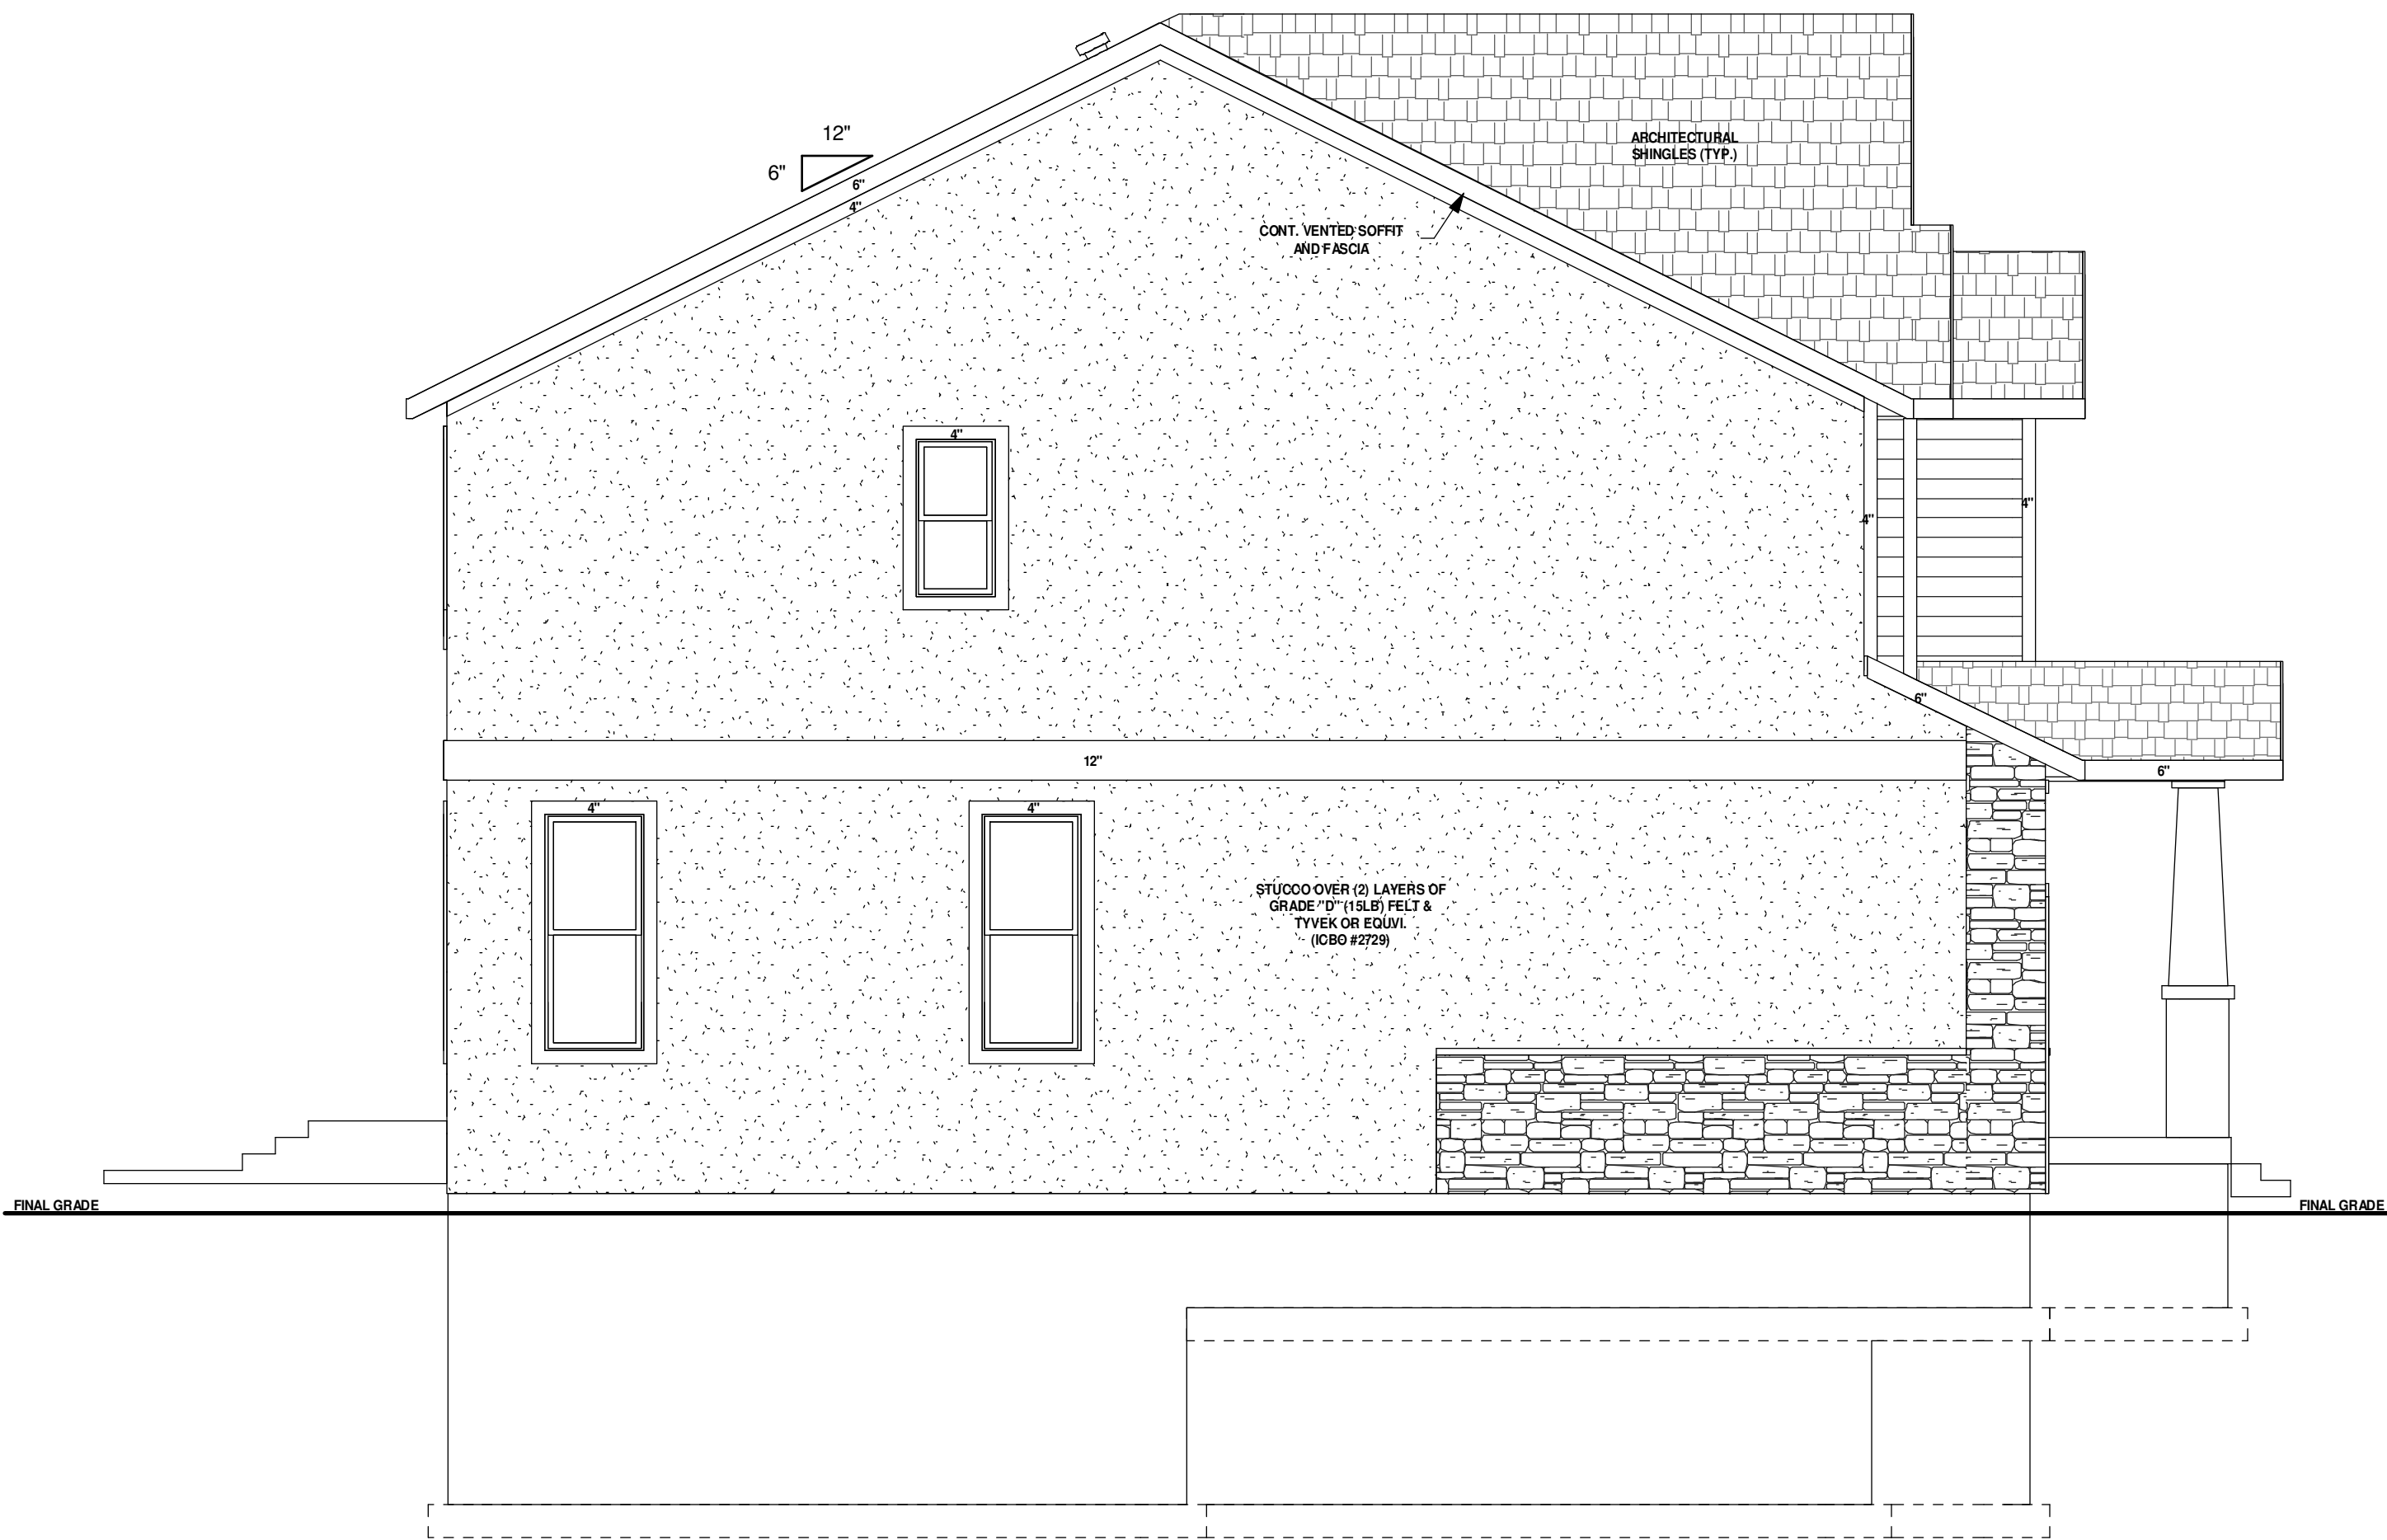 12"
6"
6"
4"
ARCHITECTURAL
SHINGLES (TYP.)
CONT. VENTED SOFFIT
AND FASCIA
4"
4"
4"
6"
12"
6"
4"
4"
STUCCO OVER (2) LAYERS OF
GRADE "D" (15LB) FELT &
TYVEK OR EQUVI.
(ICBO #2729)
FINAL GRADE
FINAL GRADE